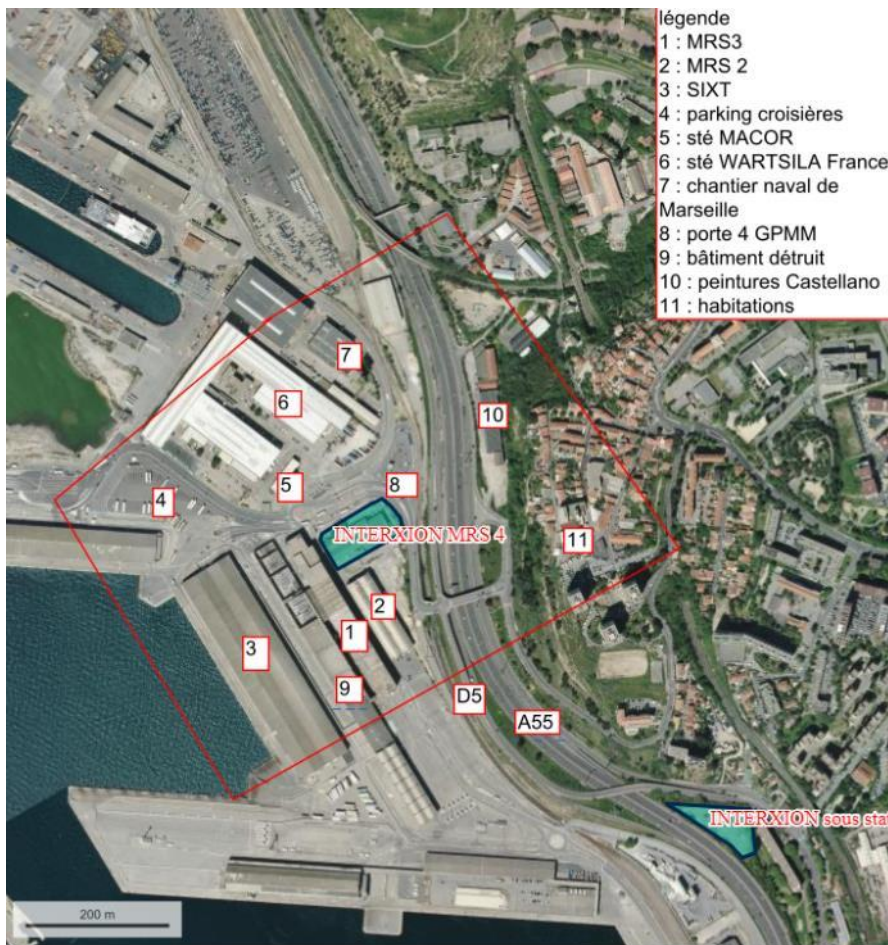 légende
1 : MRS3
2 : MRS 2
3 : SIXT
4 : parking croisières
5 : sté MACOR
6 : sté WARTSILA France
7 : chantier naval de
Marseille
8 : porte 4 GPMM
9 : bâtiment détruit
10 : peintures Castellano
11 : habitations
7
6
10
5
8
4
INTERXION MRS 4
11
2
1
3
9
D5
A55
INTERXION sous stat
200 m